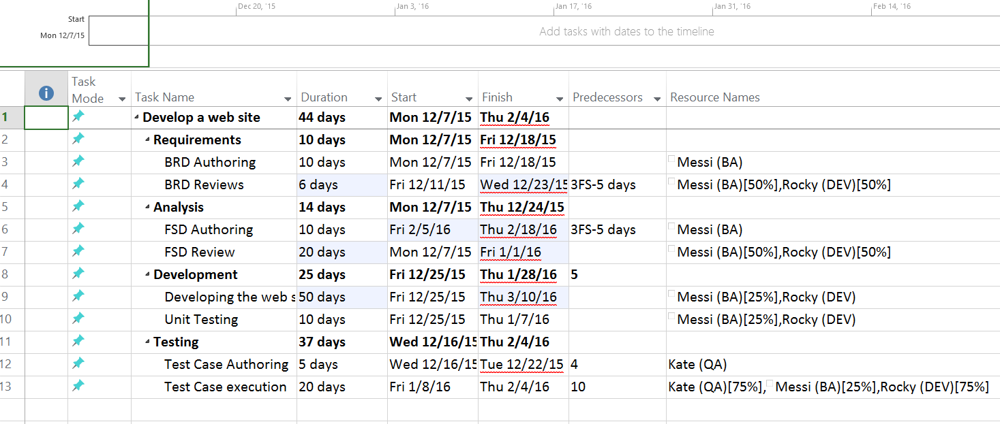 Dec 20, '15 Jan 3, '16 Jan 17, '16 Jan 31, '16 Feb 14, '16
Start
Mon 12/7/15
Add tasks with dates to the timeline
i Task Mode Task Name Duration Start Finish Predecessors Resource Names
1 Develop a web site 44 days Mon 12/7/15 Thu 2/4/16
2 Requirements 10 days Mon 12/7/15 Fri 12/18/15
3 BRD Authoring 10 days Mon 12/7/15 Fri 12/18/15 Messi (BA)
4 BRD Reviews 6 days Fri 12/11/15 Wed 12/23/15 3FS-5 days Messi (BA)[50%],Rocky (DEV)[50%]
5 Analysis 14 days Mon 12/7/15 Thu 12/24/15
6 FSD Authoring 10 days Fri 2/5/16 Thu 2/18/16 3FS-5 days Messi (BA)
7 FSD Review 20 days Mon 12/7/15 Fri 1/1/16 Messi (BA)[50%],Rocky (DEV)[50%]
8 Development 25 days Fri 12/25/15 Thu 1/28/16 5
9 Developing the web s 50 days Fri 12/25/15 Thu 3/10/16 Messi (BA)[25%],Rocky (DEV)
10 Unit Testing 10 days Fri 12/25/15 Thu 1/7/16 Messi (BA)[25%],Rocky (DEV)
11 Testing 37 days Wed 12/16/15 Thu 2/4/16
12 Test Case Authoring 5 days Wed 12/16/15 Tue 12/22/15 4 Kate (QA)
13 Test Case execution 20 days Fri 1/8/16 Thu 2/4/16 10 Kate (QA)[75%], Messi (BA)[25%],Rocky (DEV)[75%]